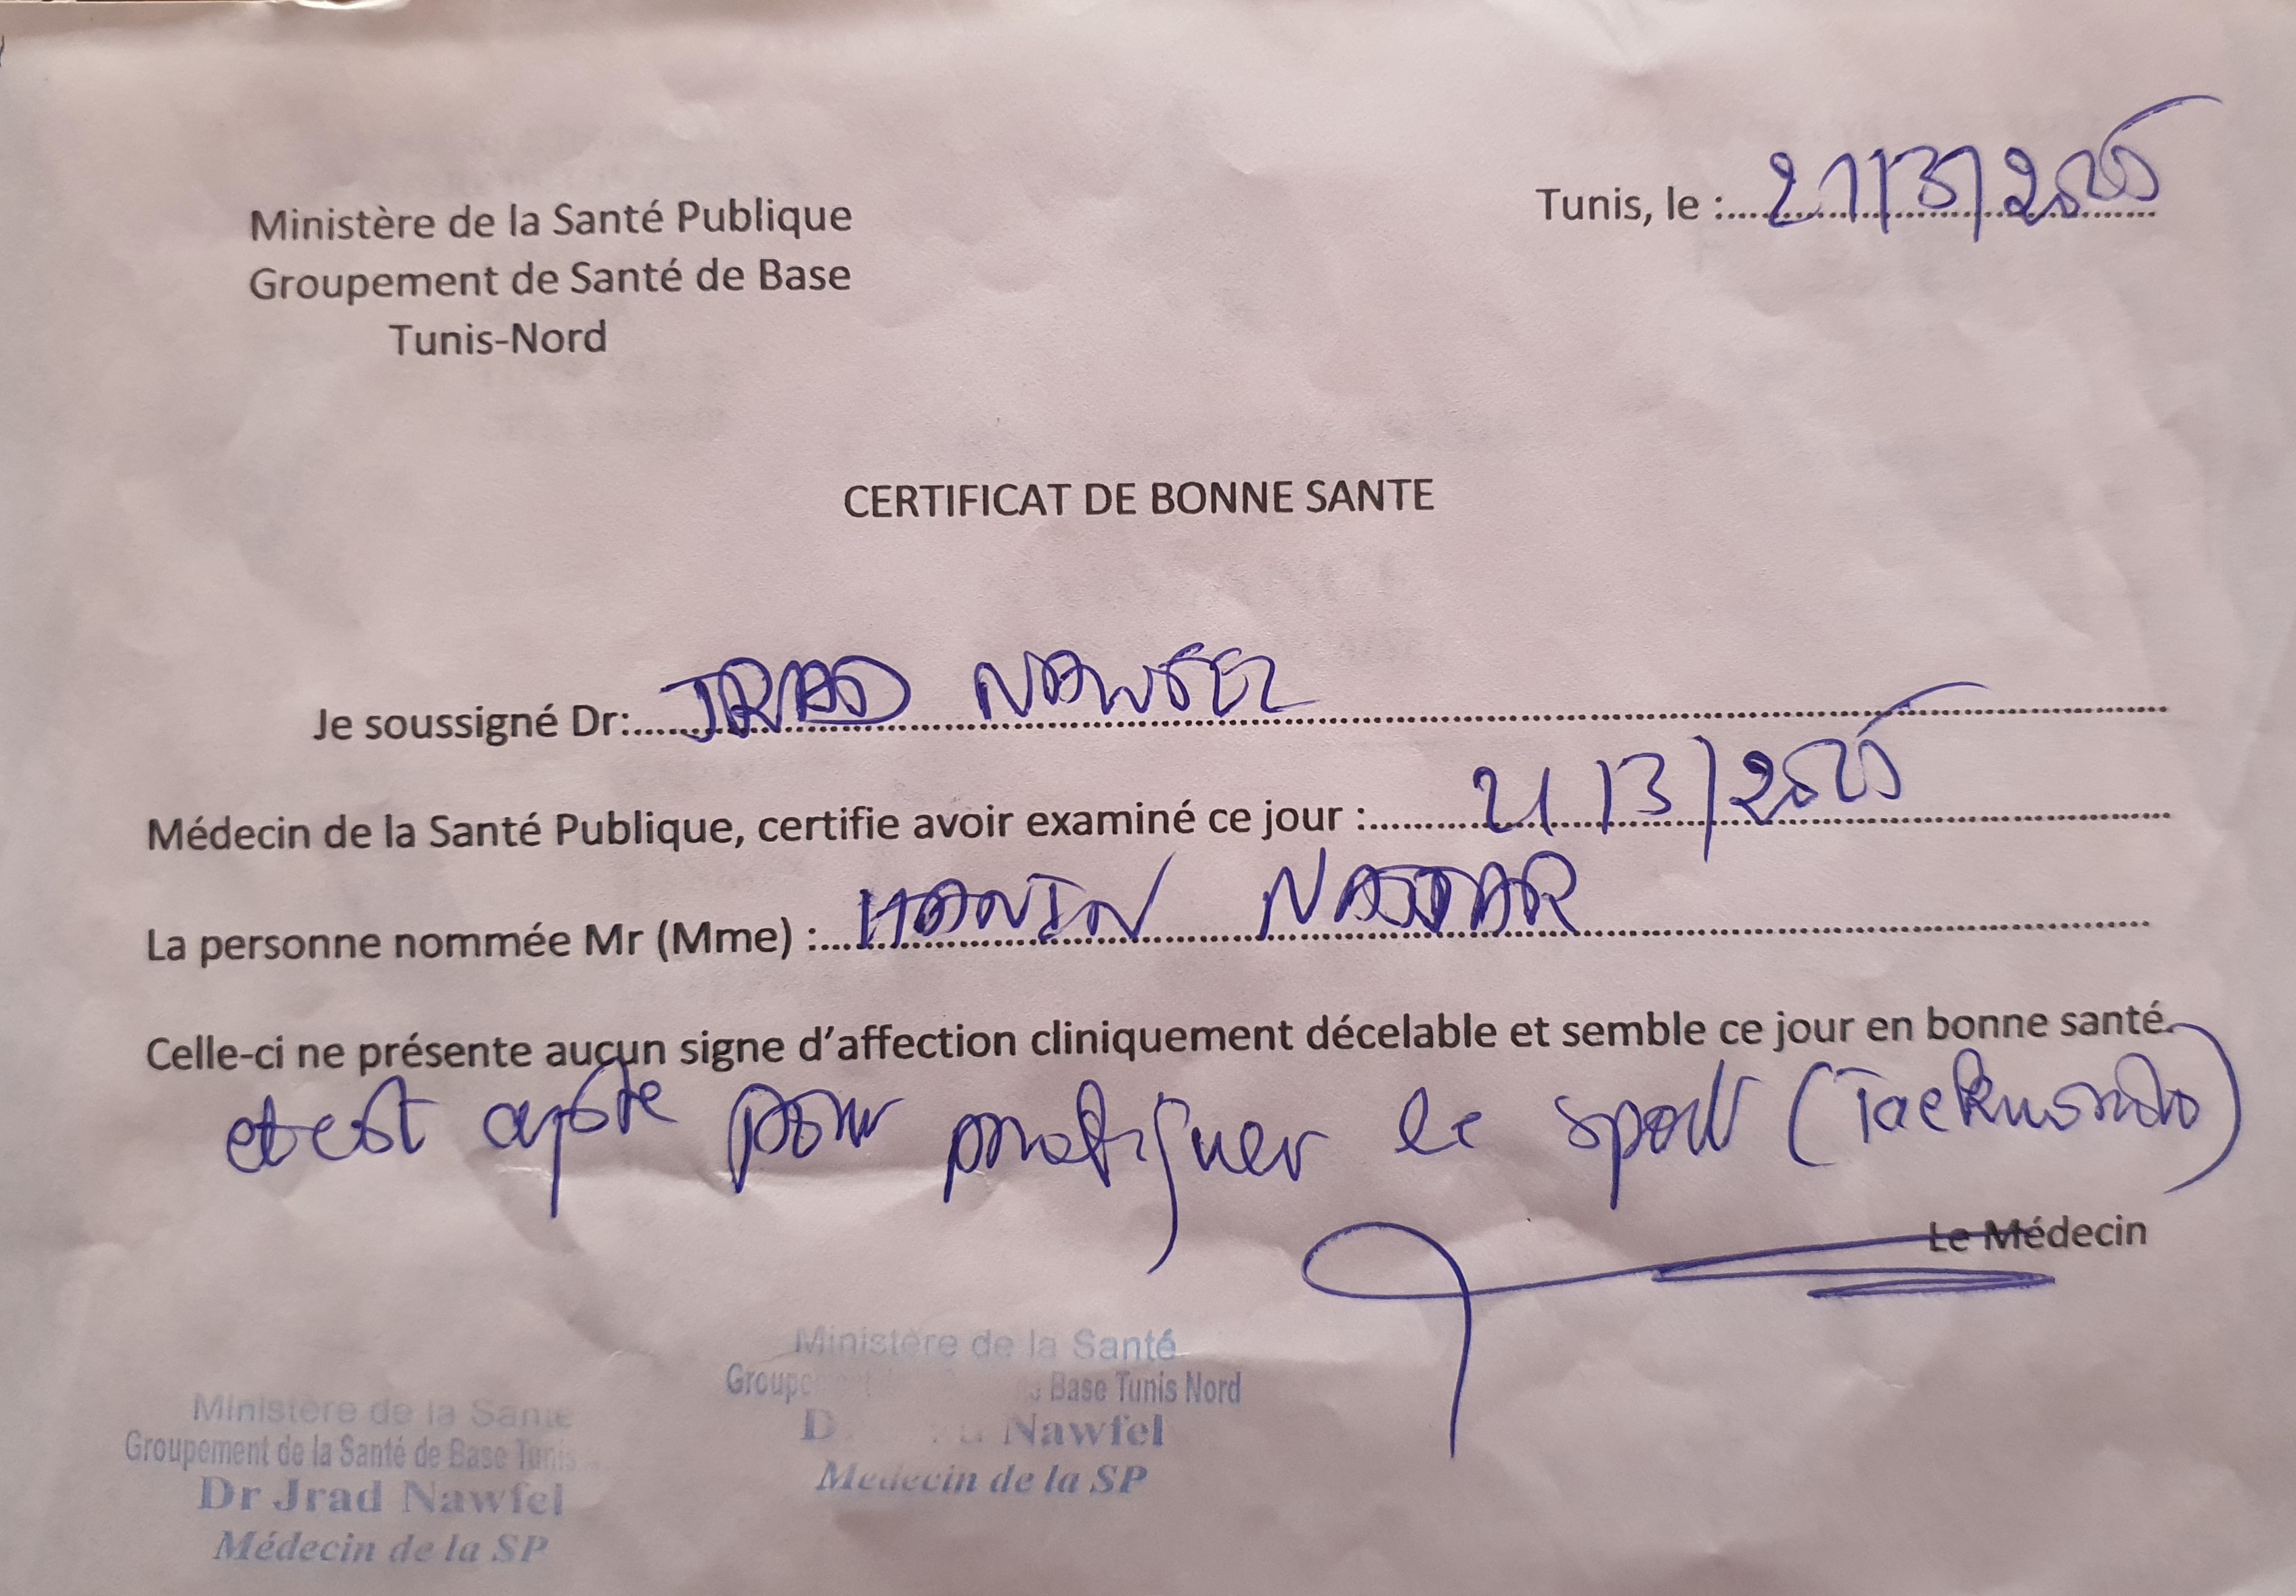 Ministère de la Santé Publique
Groupement de Santé de Base
Tunis-Nord
Tunis, le : 21/3/2025
CERTIFICAT DE BONNE SANTE
Je soussigné Dr: JRAD NAWFEL
Médecin de la Santé Publique, certifie avoir examiné ce jour : 21/3/2025
La personne nommée Mr (Mme) : HANIN NAJJAR
Celle-ci ne présente aucun signe d'affection cliniquement décelable et semble ce jour en bonne santé.
et est apte pour pratiquer le sport (Taekwondo)
Le Médecin
Ministère de la Santé
Groupement de la Santé de Base Tunis
Dr Jrad Nawfel
Médecin de la SP
Ministère de la Santé
Base Tunis Nord
Nawfel
Medecin de la SP